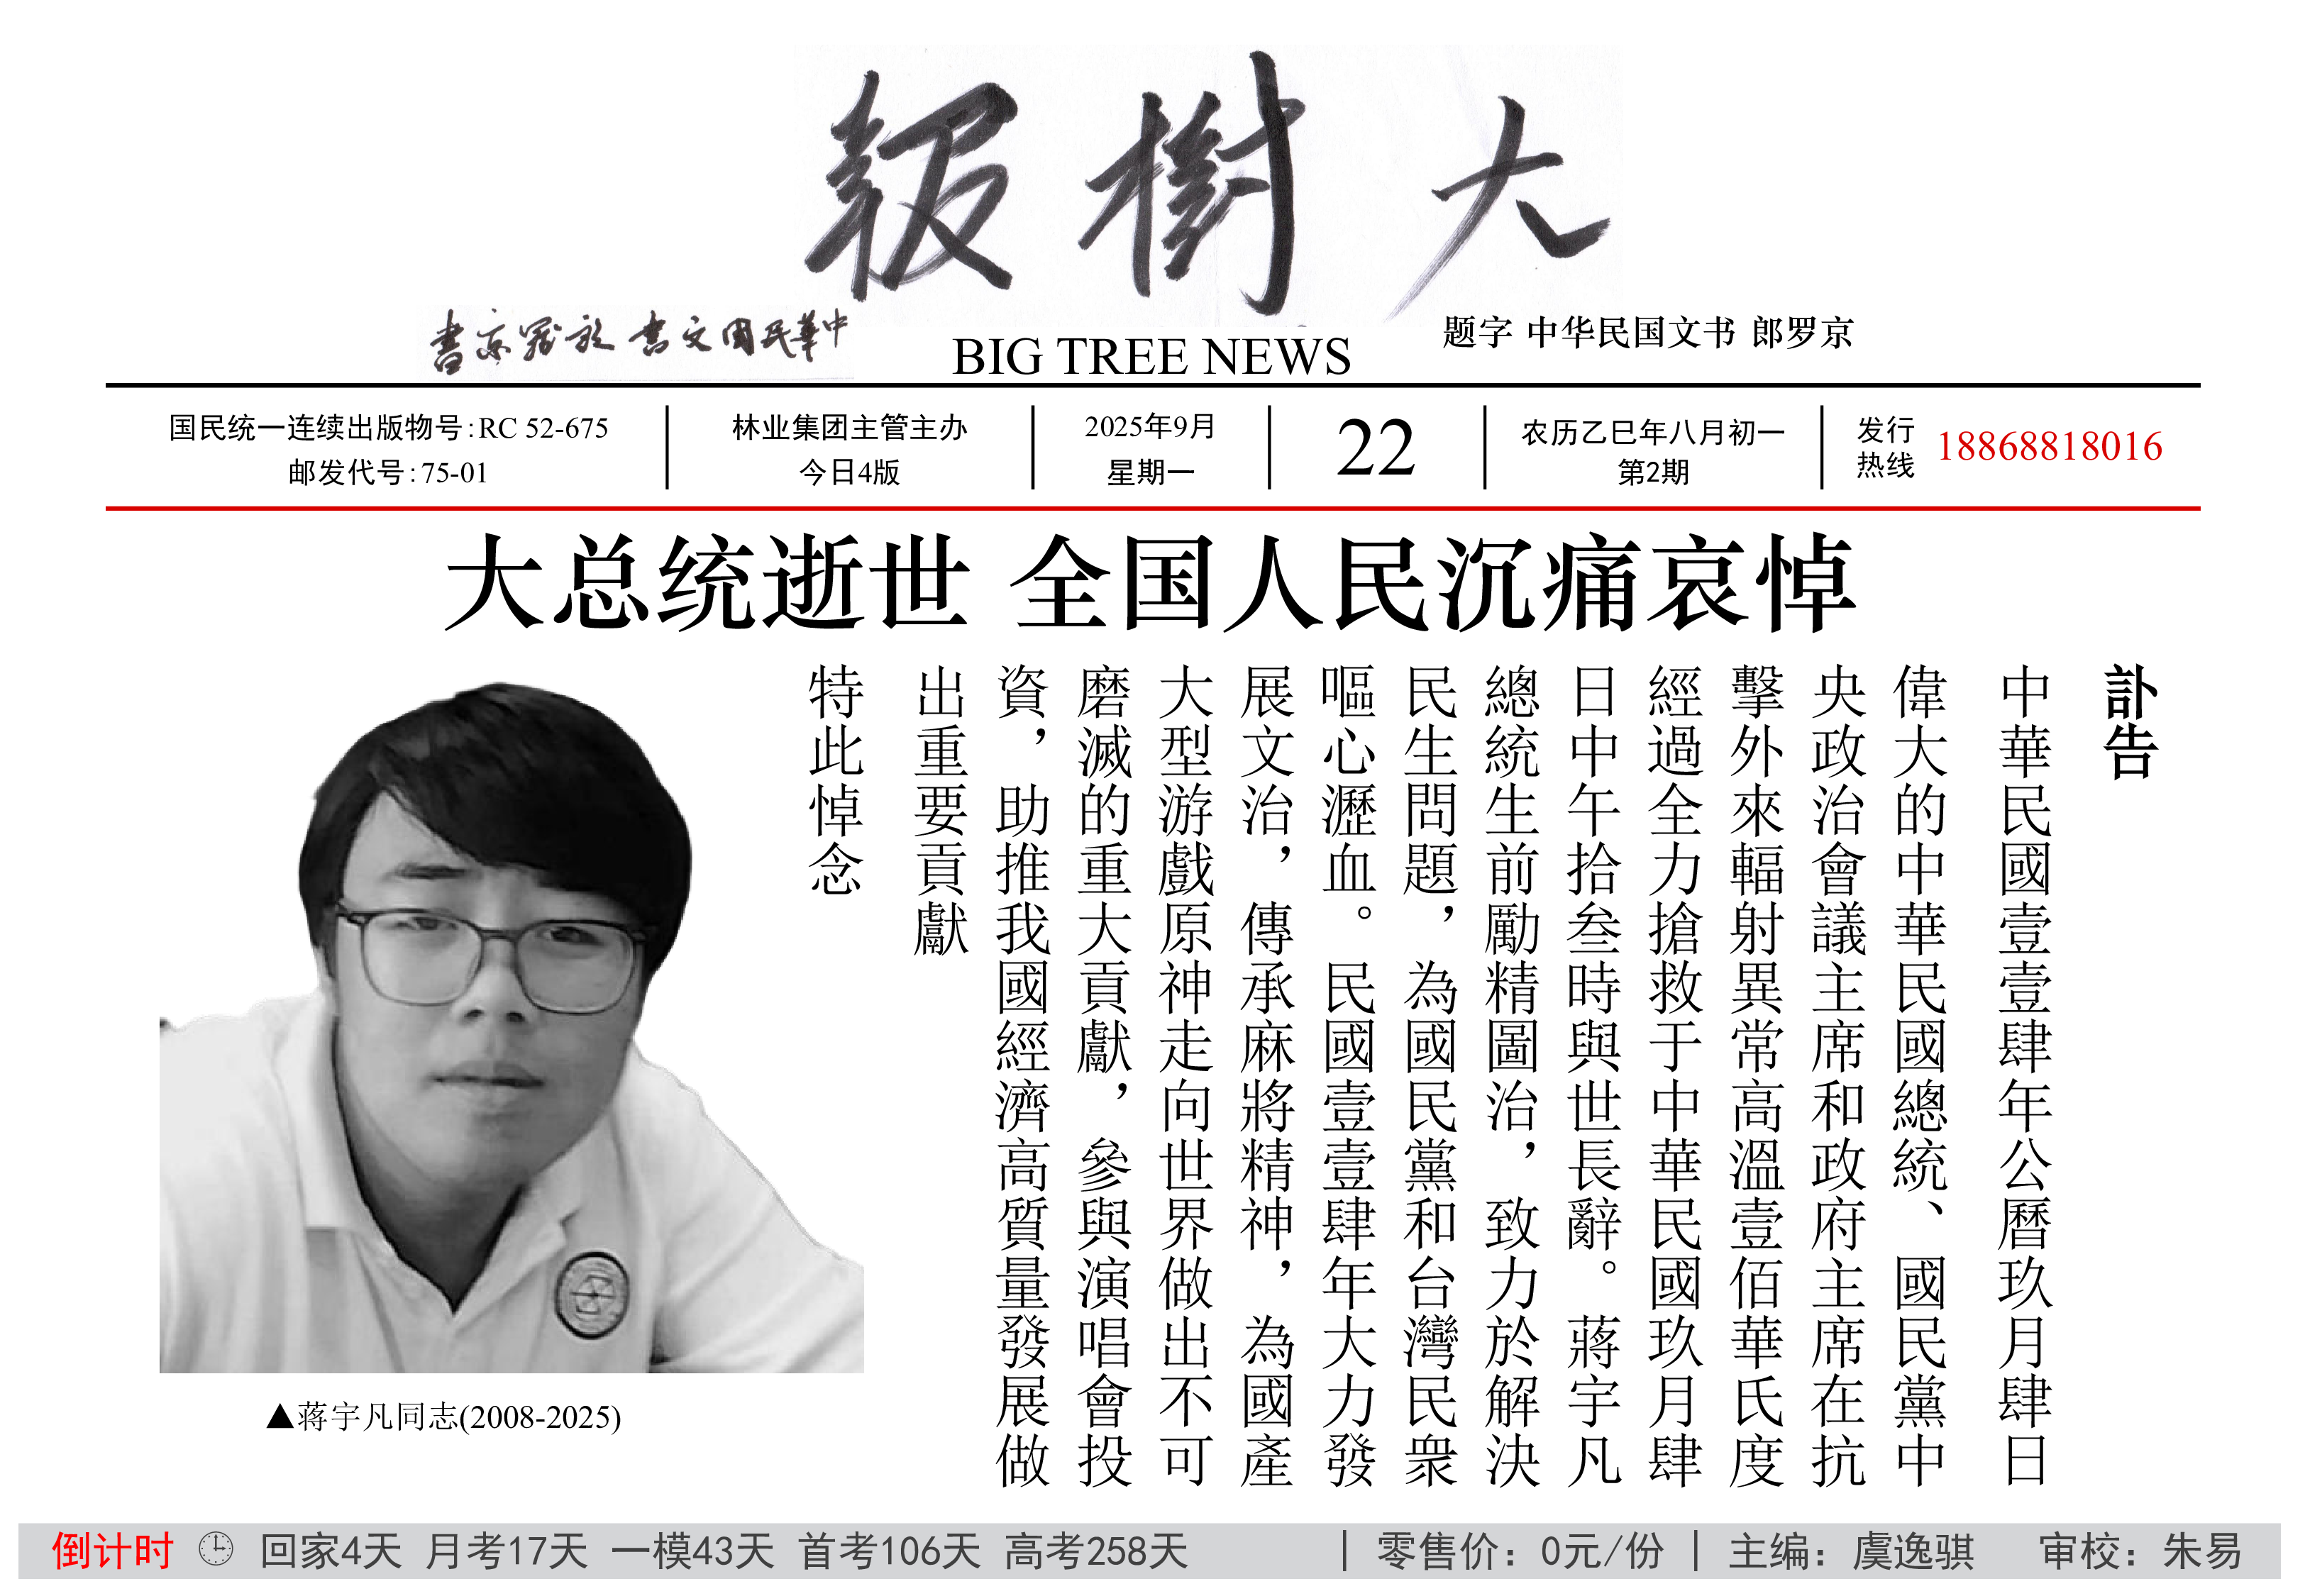 大樹報
中華民國文書 郎羅京書
BIG TREE NEWS
题字 中华民国文书 郎罗京
国民统一连续出版物号:RC 52-675
邮发代号:75-01
林业集团主管主办
今日4版
2025年9月
星期一
22
农历乙巳年八月初一
第2期
发行
热线
18868818016
大总统逝世 全国人民沉痛哀悼
訃告
中華民國壹壹肆年公曆玖月肆日
偉大的中華民國總統、國民黨中
央政治會議主席和政府主席在抗
擊外來輻射異常高溫壹佰華氏度
經過全力搶救于中華民國玖月肆
日中午拾叁時與世長辭。蔣宇凡
總統生前勵精圖治，致力於解決
民生問題，為國民黨和台灣民衆
嘔心瀝血。民國壹壹肆年大力發
展文治，傳承麻將精神，為國產
大型游戲原神走向世界做出不可
磨滅的重大貢獻，參與演唱會投
資，助推我國經濟高質量發展做
出重要貢獻
特此悼念
▲蒋宇凡同志(2008-2025)
倒计时 回家4天 月考17天 一模43天 首考106天 高考258天 | 零售价：0元/份 | 主编：虞逸骐 审校：朱易